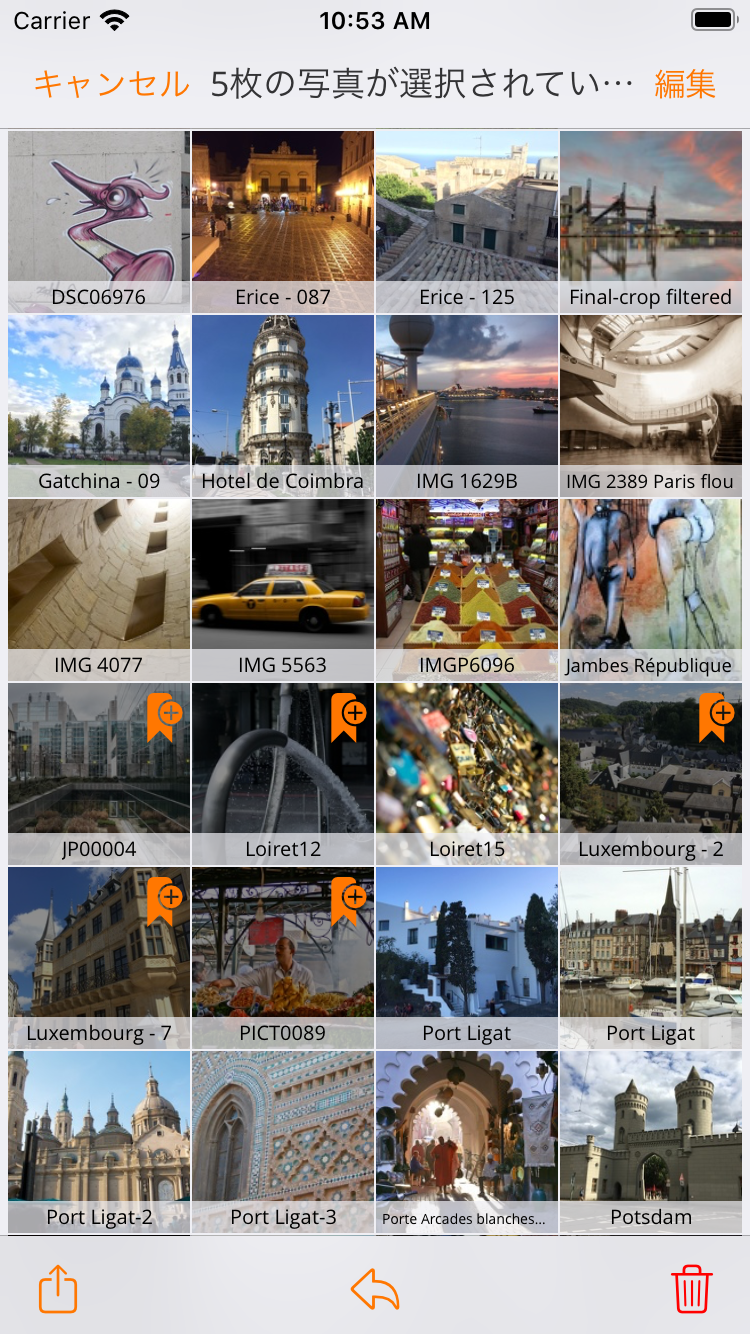 Carrier 10:53 AM
キャンセル 5枚の写真が選択されてい… 編集
DSC06976 Erice - 087 Erice - 125 Final-crop filtered
Gatchina - 09 Hotel de Coimbra IMG 1629B IMG 2389 Paris flou
IMG 4077 IMG 5563 IMGP6096 Jambes République
JP00004 Loiret12 Loiret15 Luxembourg - 2
Luxembourg - 7 PICT0089 Port Ligat Port Ligat
Port Ligat-2 Port Ligat-3 Porte Arcades blanches... Potsdam